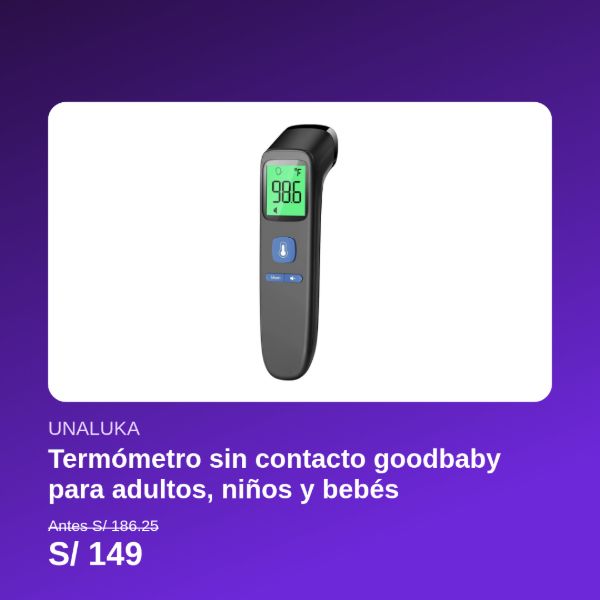 °F
98.6
UNALUKA
Termómetro sin contacto goodbaby
para adultos, niños y bebés
Antes S/ 186.25
S/ 149